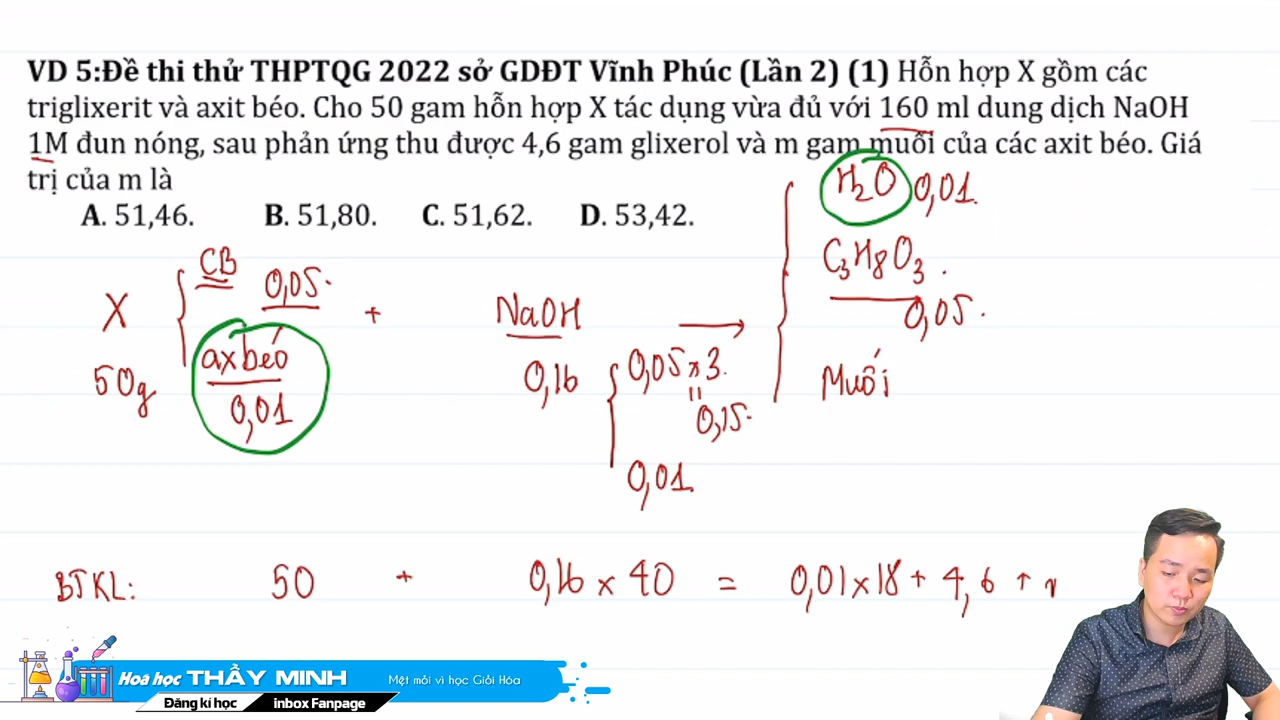 VD 5:Đề thi thử THPTQG 2022 sở GDĐT Vĩnh Phúc (Lần 2) (1) Hỗn hợp X gồm các
triglixerit và axit béo. Cho 50 gam hỗn hợp X tác dụng vừa đủ với 160 ml dung dịch NaOH
1M đun nóng, sau phản ứng thu được 4,6 gam glixerol và m gam muối của các axit béo. Giá
trị của m là
A. 51,46. B. 51,80. C. 51,62. D. 53,42.
H₂O 0,01.
CB 0,05.
C₃H₈O₃.
X + NaOH →
0,05.
ax béo
50g 0,16 0,05 x 3. Muối
0,01 = 0,15.
0,01
BTKL: 50 + 0,16 x 40 = 0,01 x 18 + 4,6 +
Hoá học THẦY MINH Mệt mỏi vì học Giỏi Hóa
Đăng kí học inbox Fanpage